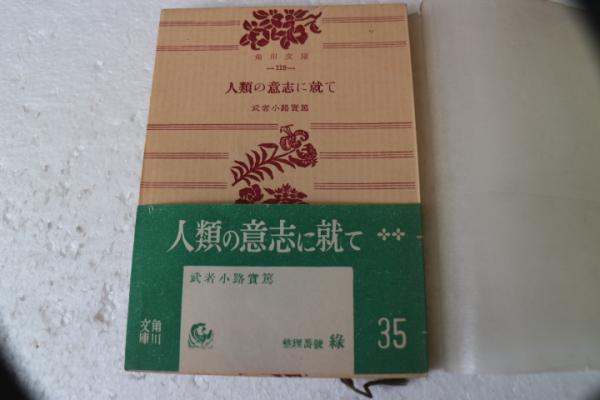 角川文庫
—119—
人類の意志に就て
武者小路實篤
人類の意志に就て
武者小路實篤
角川文庫
整理番號 綠
35